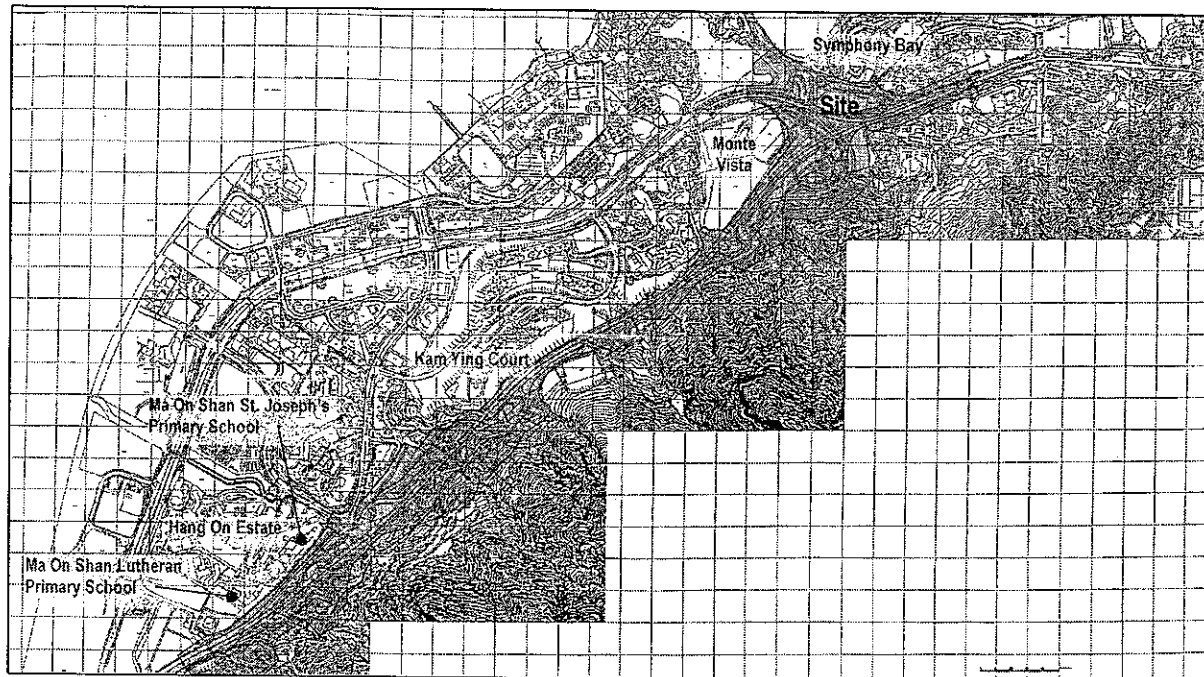 Symphony Bay
Site
Monte
Vista
Kam Ying Court
Ma On Shan St. Joseph's
Primary School
Hang On Estate
Ma On Shan Lutheran
Primary School